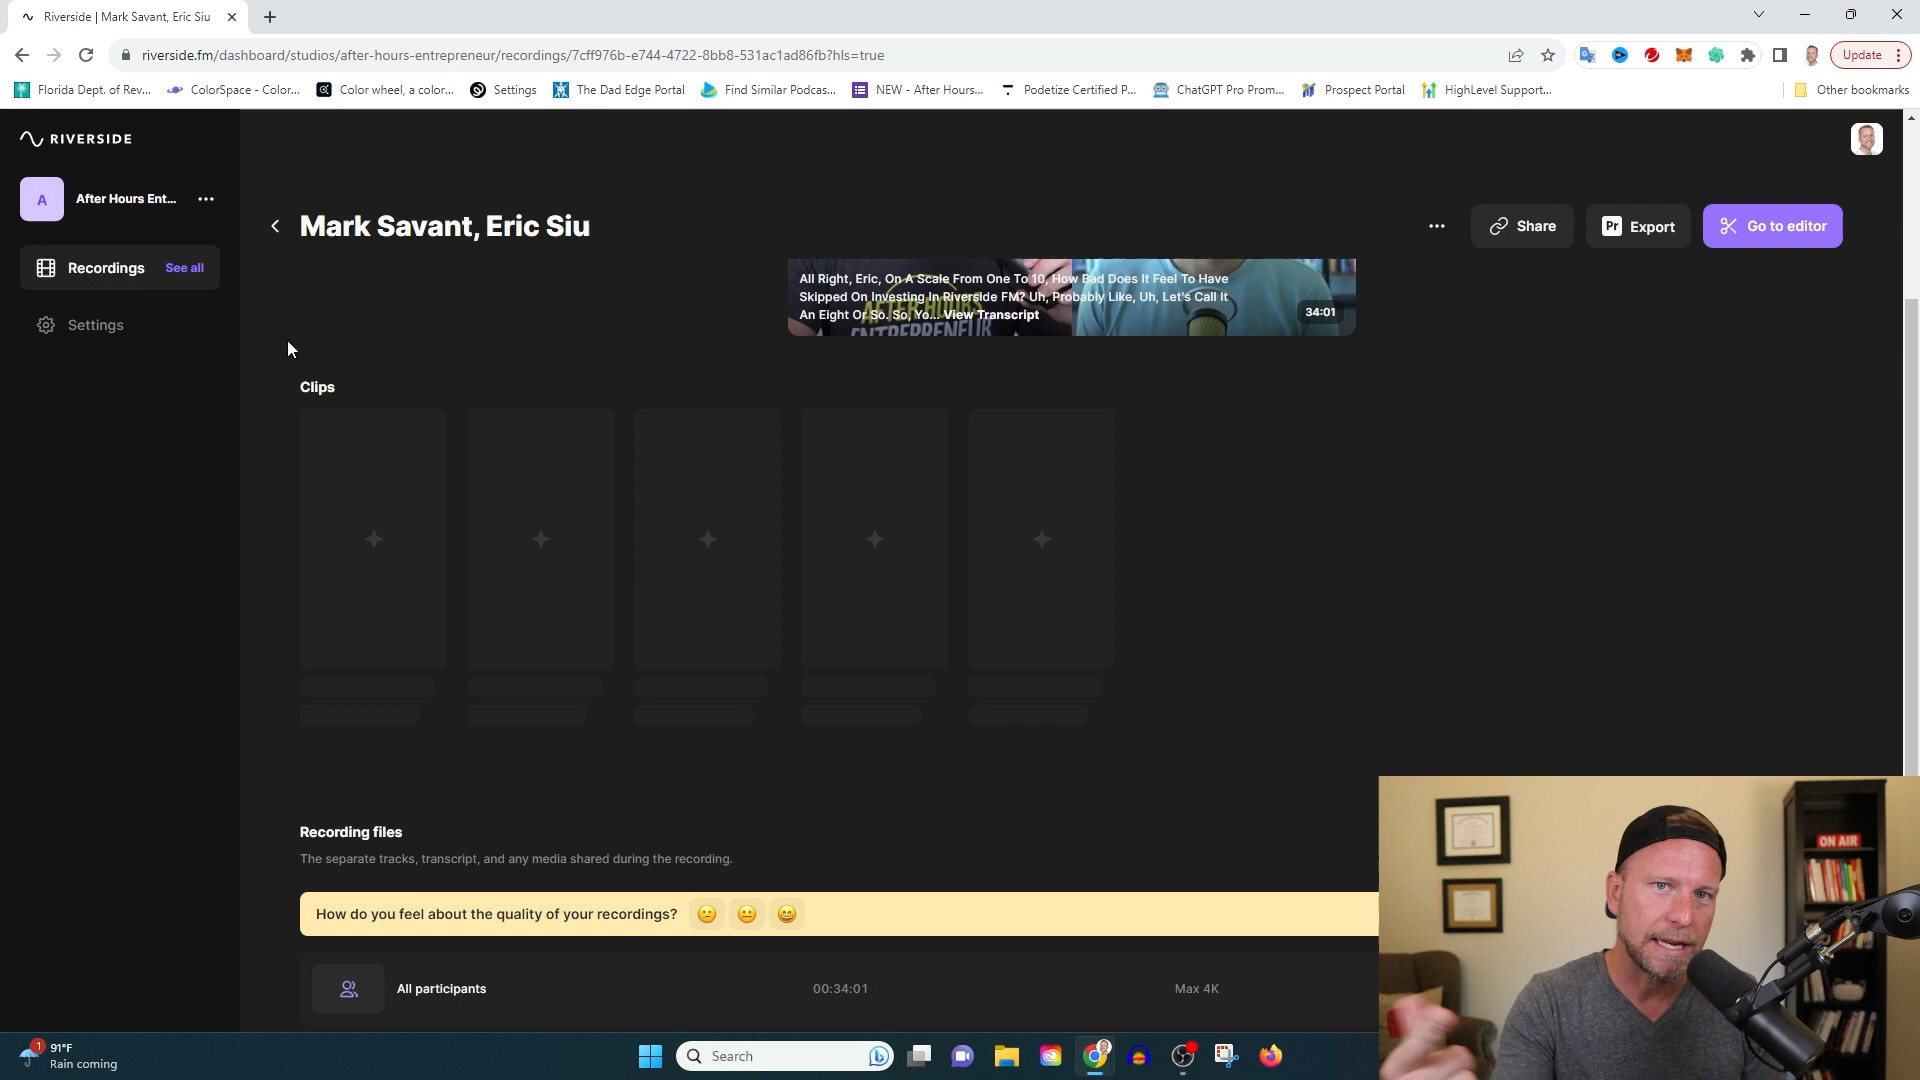 Riverside | Mark Savant, Eric Siu
riverside.fm/dashboard/studios/after-hours-entrepreneur/recordings/7cff976b-e744-4722-8bb8-531ac1ad86fb?hls=true
Update
Florida Dept. of Rev...
ColorSpace - Color...
Color wheel, a color...
Settings
The Dad Edge Portal
Find Similar Podcas...
NEW - After Hours...
Podetize Certified P...
ChatGPT Pro Prom...
Prospect Portal
HighLevel Support...
Other bookmarks
RIVERSIDE
A
After Hours Ent...
Recordings
See all
Settings
Mark Savant, Eric Siu
Share
Pr
Export
Go to editor
All Right, Eric, On A Scale From One To 10, How Bad Does It Feel To Have
Skipped On Investing In Riverside FM? Uh, Probably Like, Uh, Let's Call It
An Eight Or So. So, Yo... View Transcript
34:01
AFTER HOURS
ENTREPRENEUR
Clips
Recording files
The separate tracks, transcript, and any media shared during the recording.
How do you feel about the quality of your recordings?
All participants
00:34:01
Max 4K
ON AIR
1
91°F
Rain coming
Search